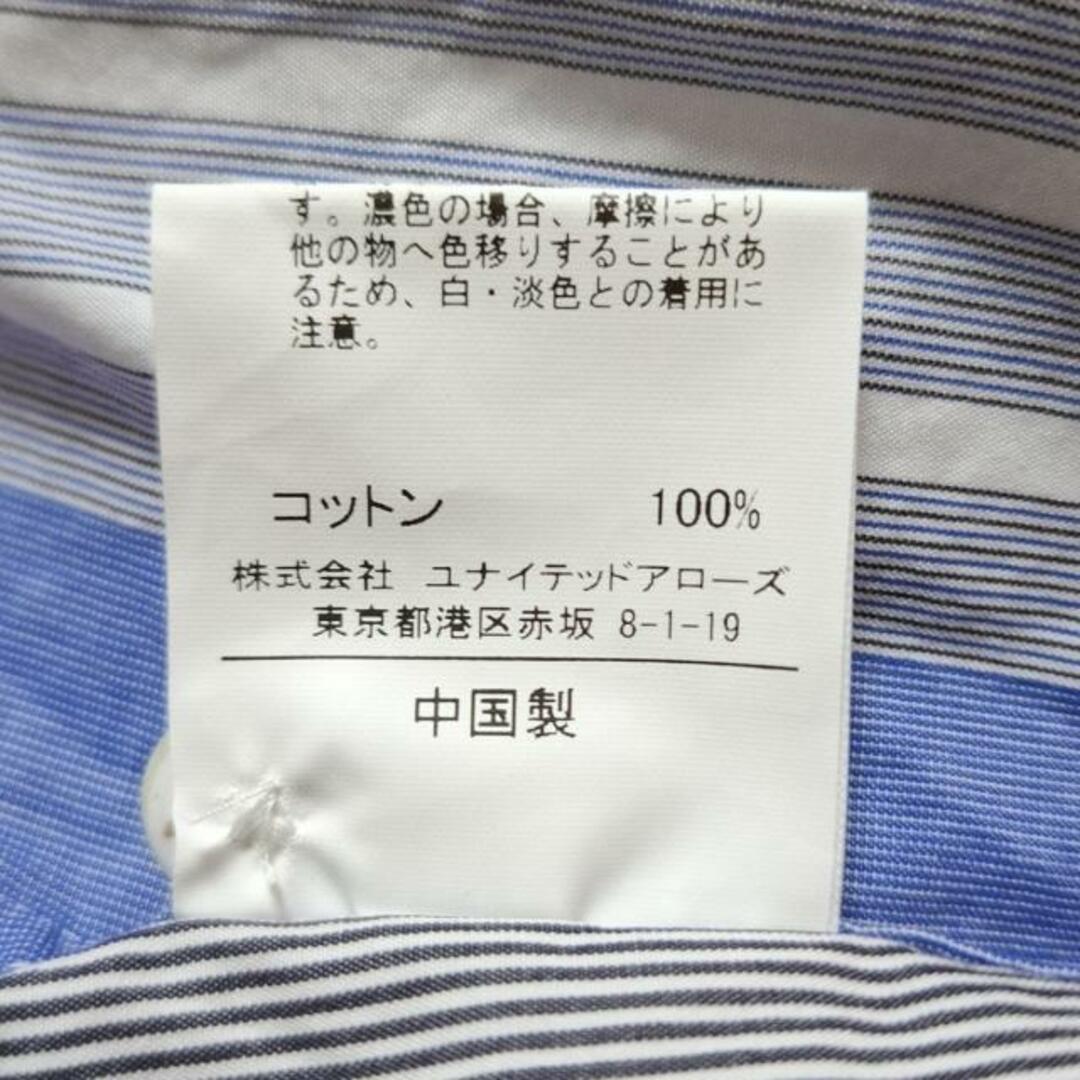 す。濃色の場合、摩擦により
他の物へ色移りすることがあ
るため、白・淡色との着用に
注意。
コットン 100%
株式会社 ユナイテッドアローズ
東京都港区赤坂 8-1-19
中国製